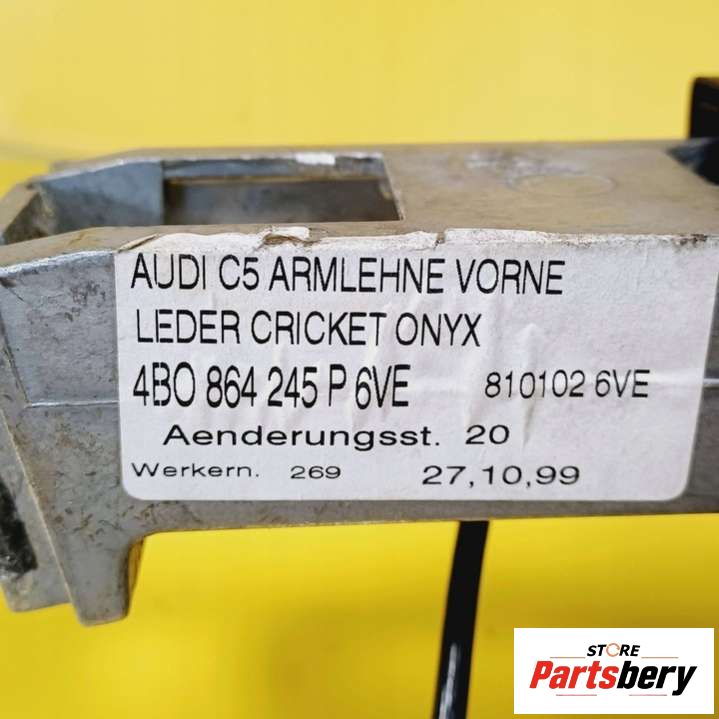 AUDI C5 ARMLEHNE VORNE
LEDER CRICKET ONYX
4BO 864 245 P 6VE 810102 6VE
Aenderungsst. 20
Werkern. 269 27,10,99
STORE
Partsbery